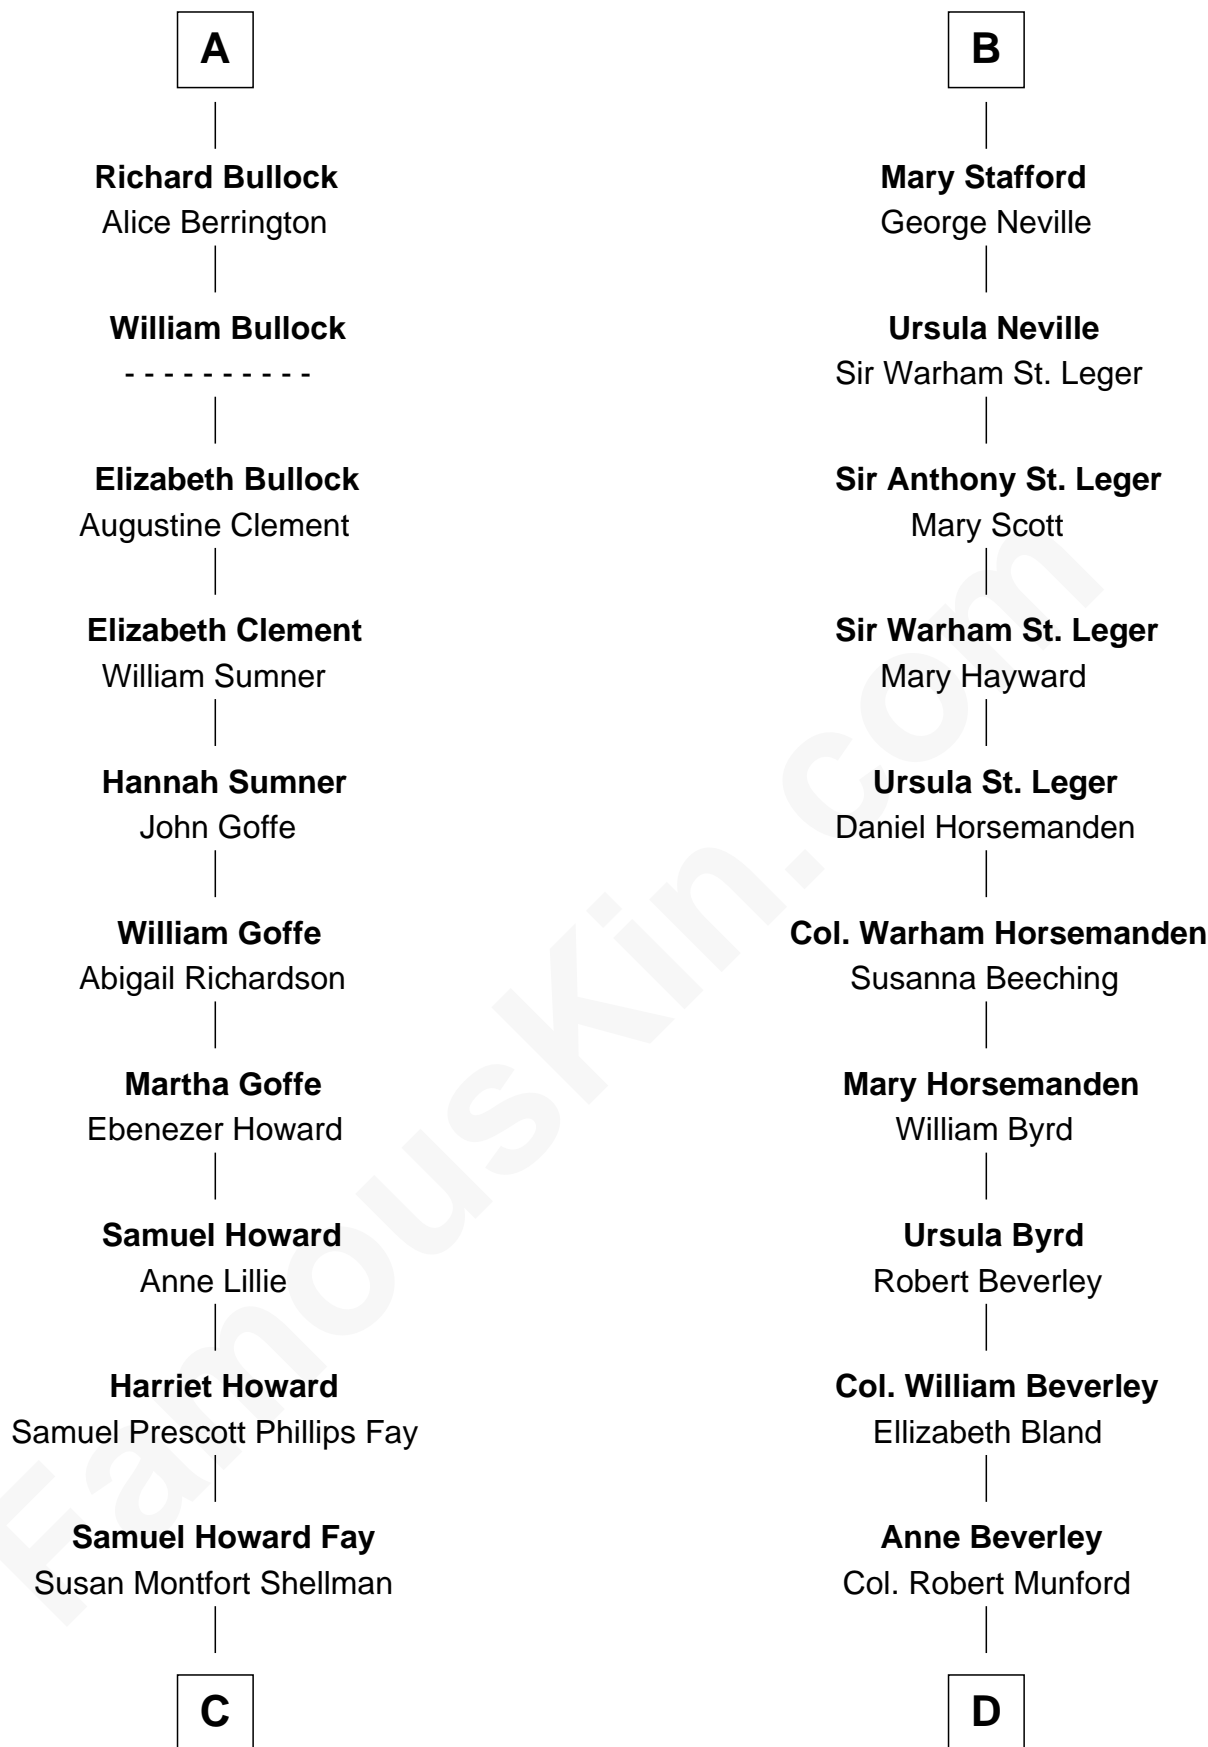 A
Richard Bullock
Alice Berrington
William Bullock
- - - - - - - - - -
Elizabeth Bullock
Augustine Clement
Elizabeth Clement
William Sumner
Hannah Sumner
John Goffe
William Goffe
Abigail Richardson
Martha Goffe
Ebenezer Howard
Samuel Howard
Anne Lillie
Harriet Howard
Samuel Prescott Phillips Fay
Samuel Howard Fay
Susan Montfort Shellman
C
B
Mary Stafford
George Neville
Ursula Neville
Sir Warham St. Leger
Sir Anthony St. Leger
Mary Scott
Sir Warham St. Leger
Mary Hayward
Ursula St. Leger
Daniel Horsemanden
Col. Warham Horsemanden
Susanna Beeching
Mary Horsemanden
William Byrd
Ursula Byrd
Robert Beverley
Col. William Beverley
Ellizabeth Bland
Anne Beverley
Col. Robert Munford
D
FamousKin.com